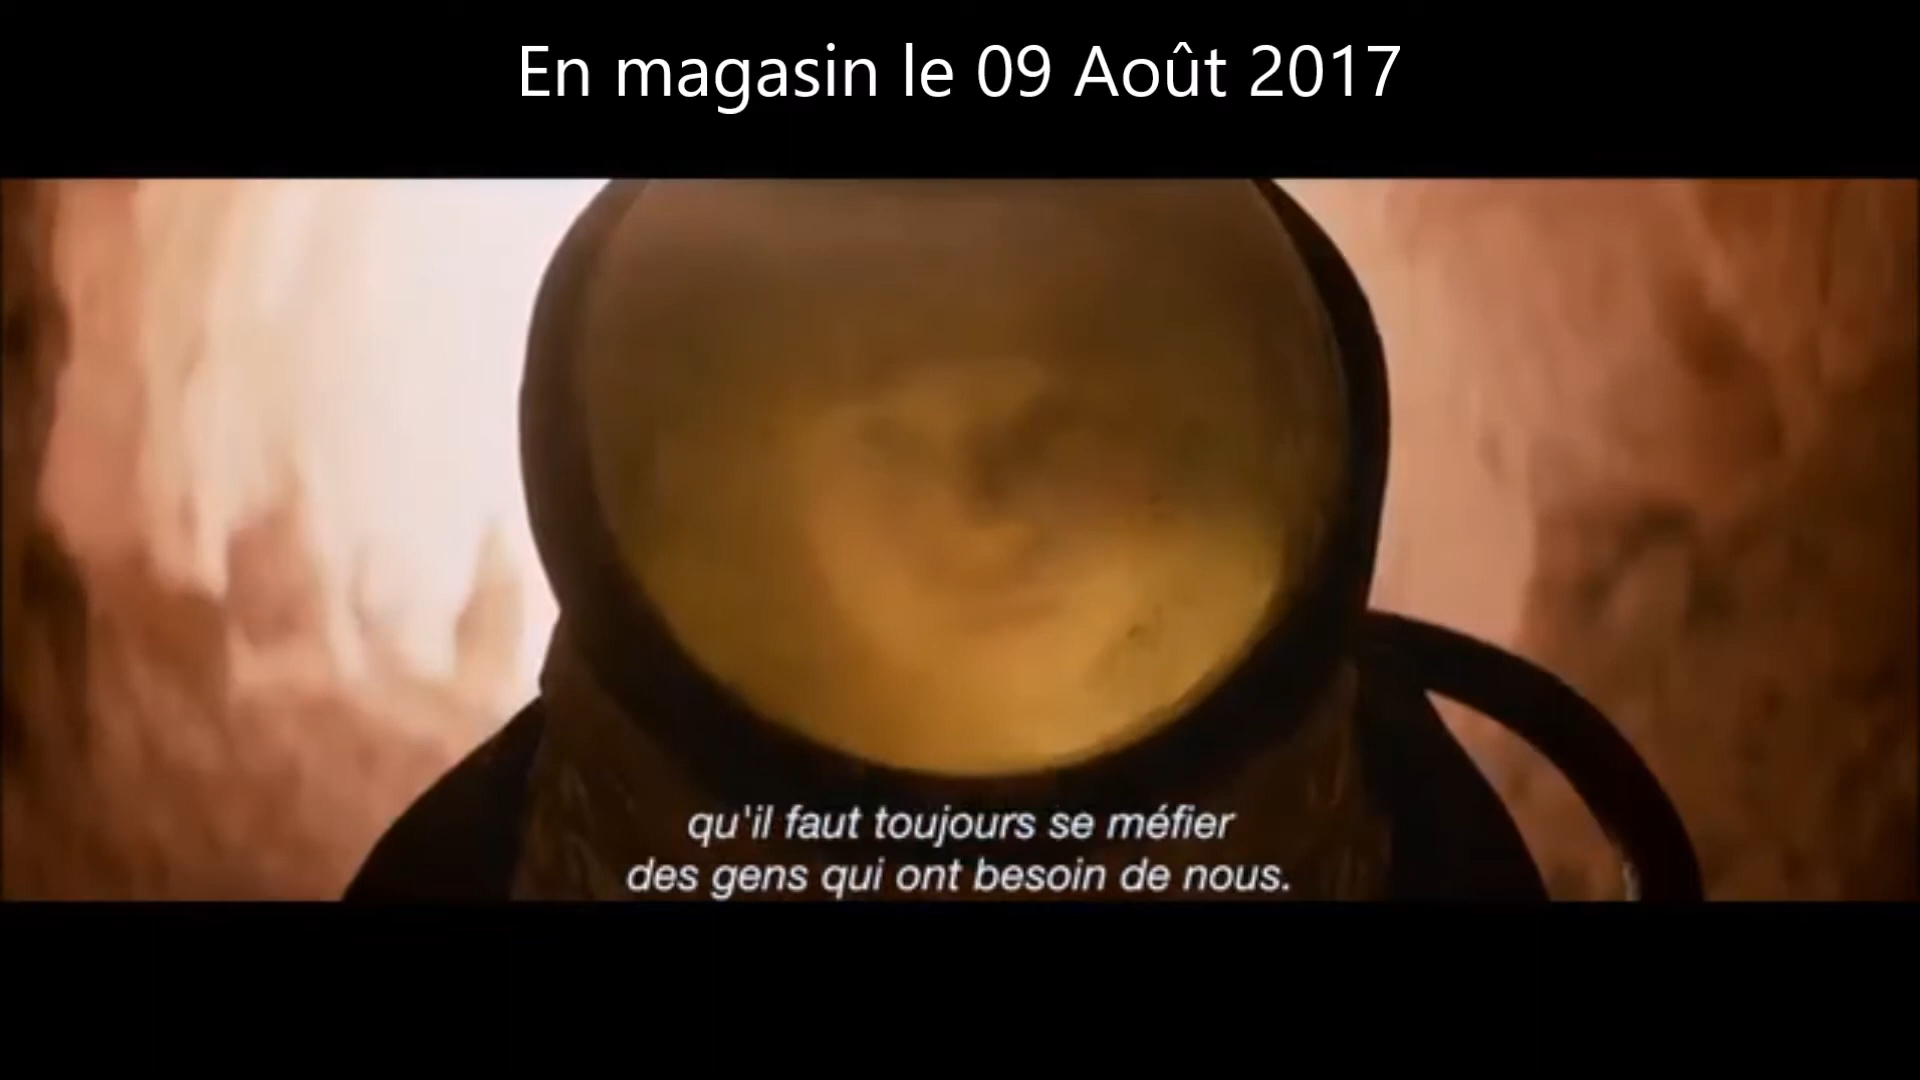 En magasin le 09 Août 2017
qu'il faut toujours se méfier
des gens qui ont besoin de nous.